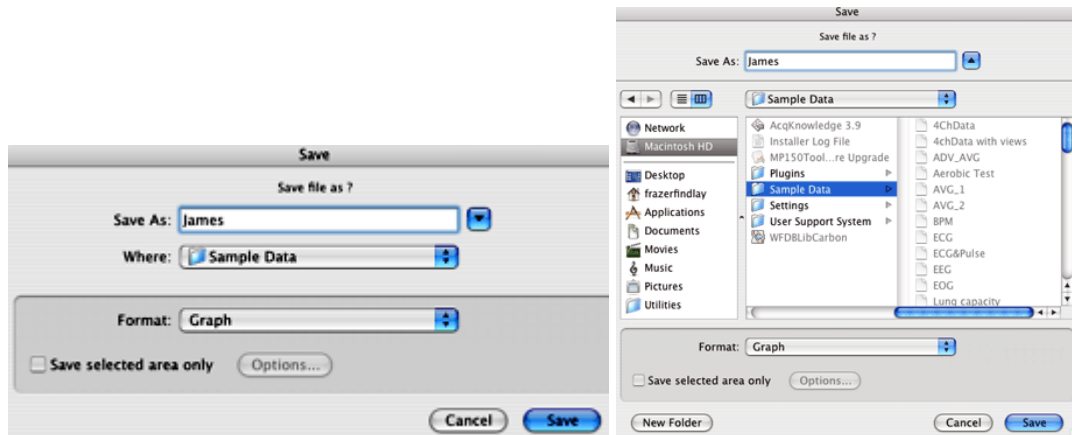 Save
Save file as ?
Save As: James
Where: Sample Data
Format: Graph
Save selected area only Options...
Cancel Save
Save
Save file as ?
Save As: James
Sample Data
Network
Macintosh HD
Desktop
frazerfindlay
Applications
Documents
Movies
Music
Pictures
Utilities
AcqKnowledge 3.9
Installer Log File
MP150Tool...re Upgrade
Plugins
Sample Data
Settings
User Support System
WFDBLibCarbon
4ChData
4chData with views
ADV_AVG
Aerobic Test
AVG_1
AVG_2
BPM
ECG
ECG&Pulse
EEG
EOG
Lung capacity
Format: Graph
Save selected area only Options...
New Folder Cancel Save